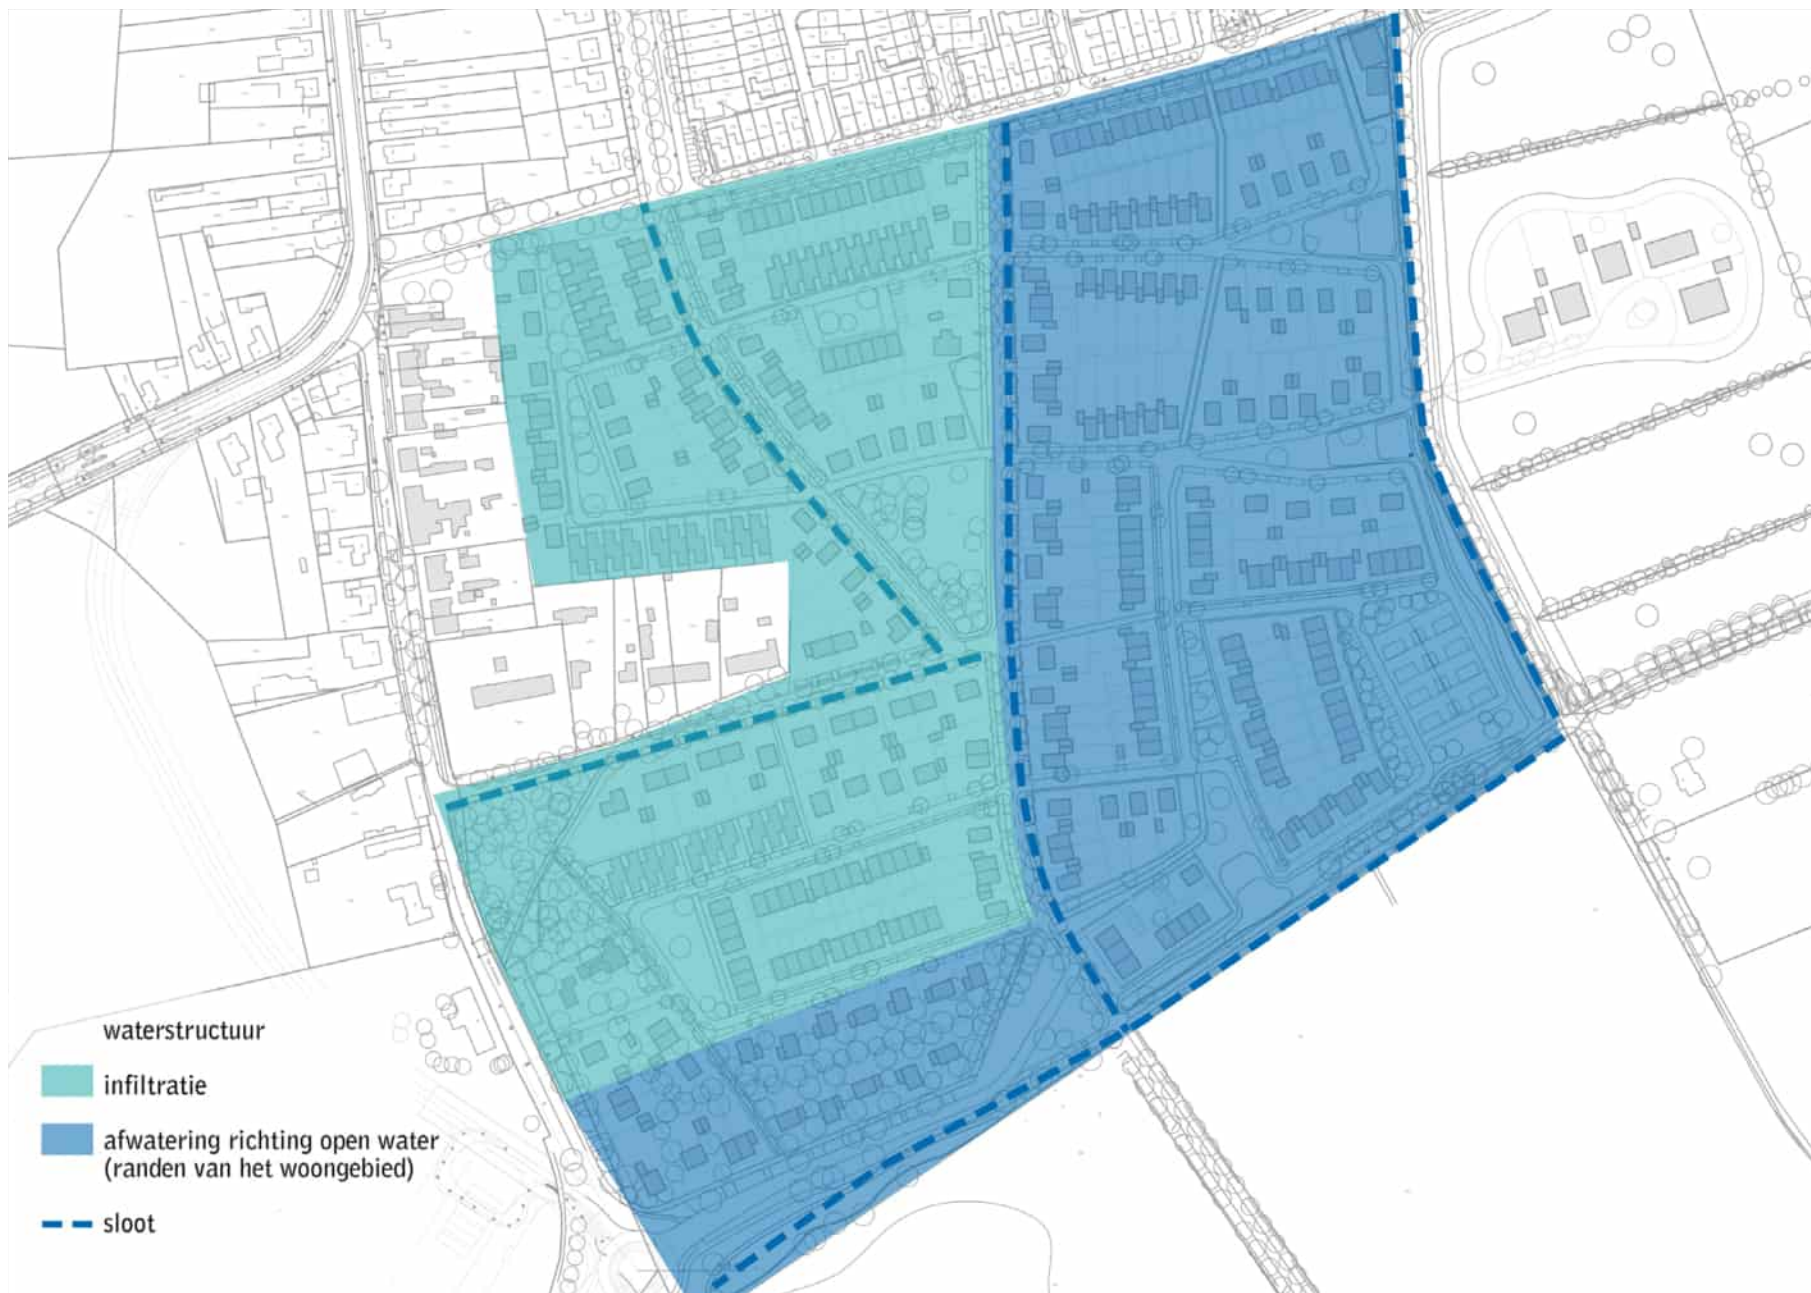 waterstructuur
infiltratie
afwatering richting open water
(randen van het woongebied)
sloot